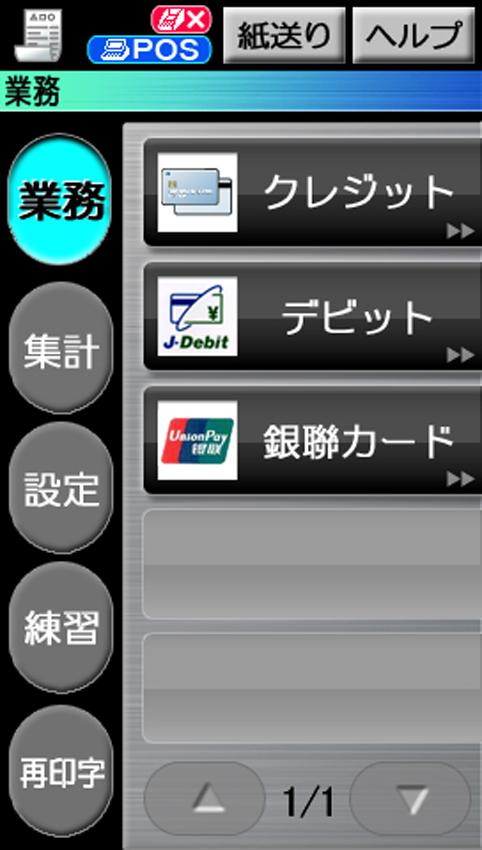 POS
紙送り
ヘルプ
業務
業務
クレジット
集計
J-Debit
デビット
設定
UnionPay
银联
銀聯カード
練習
再印字
1/1